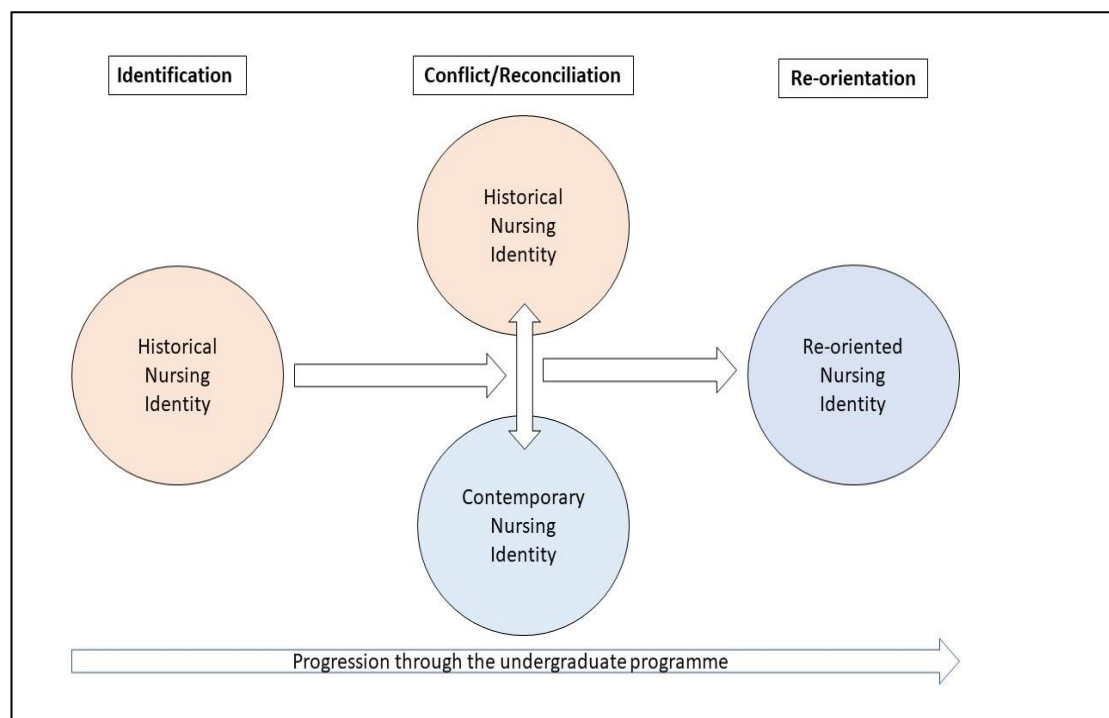 Identification
Conflict/Reconciliation
Re-orientation
Historical
Nursing
Identity
Historical
Nursing
Identity
Contemporary
Nursing
Identity
Re-oriented
Nursing
Identity
Progression through the undergraduate programme